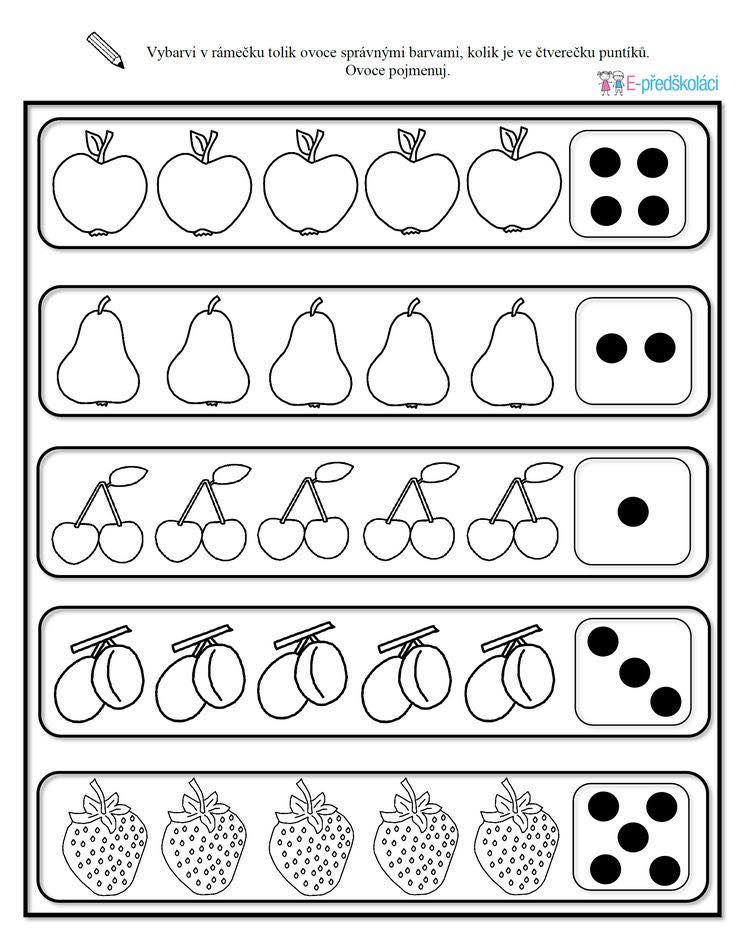 Vybarvi v rámečku tolik ovoce správnými barvami, kolik je ve čtverečku puntíků.
Ovoce pojmenuj.
E-předškoláci